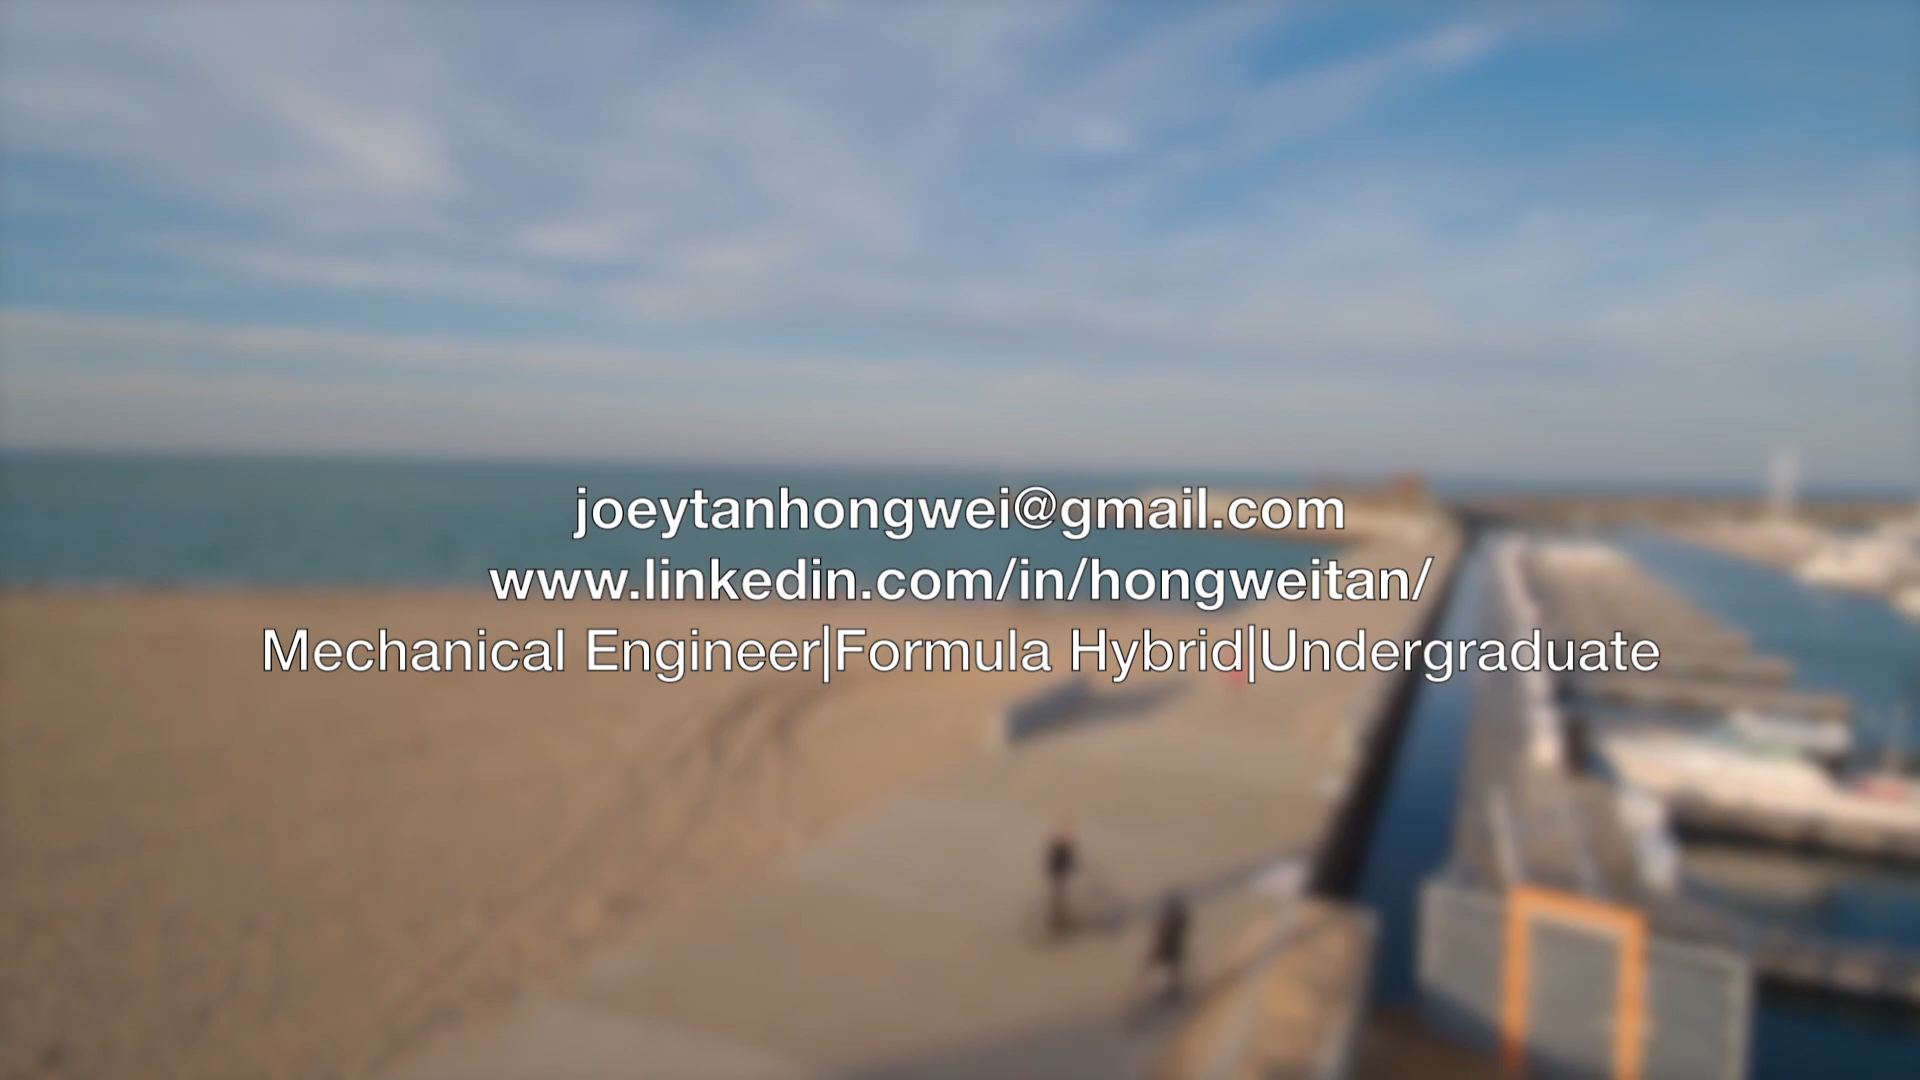 joeytanhongwei@gmail.com
www.linkedin.com/in/hongweitan/
Mechanical Engineer|Formula Hybrid|Undergraduate